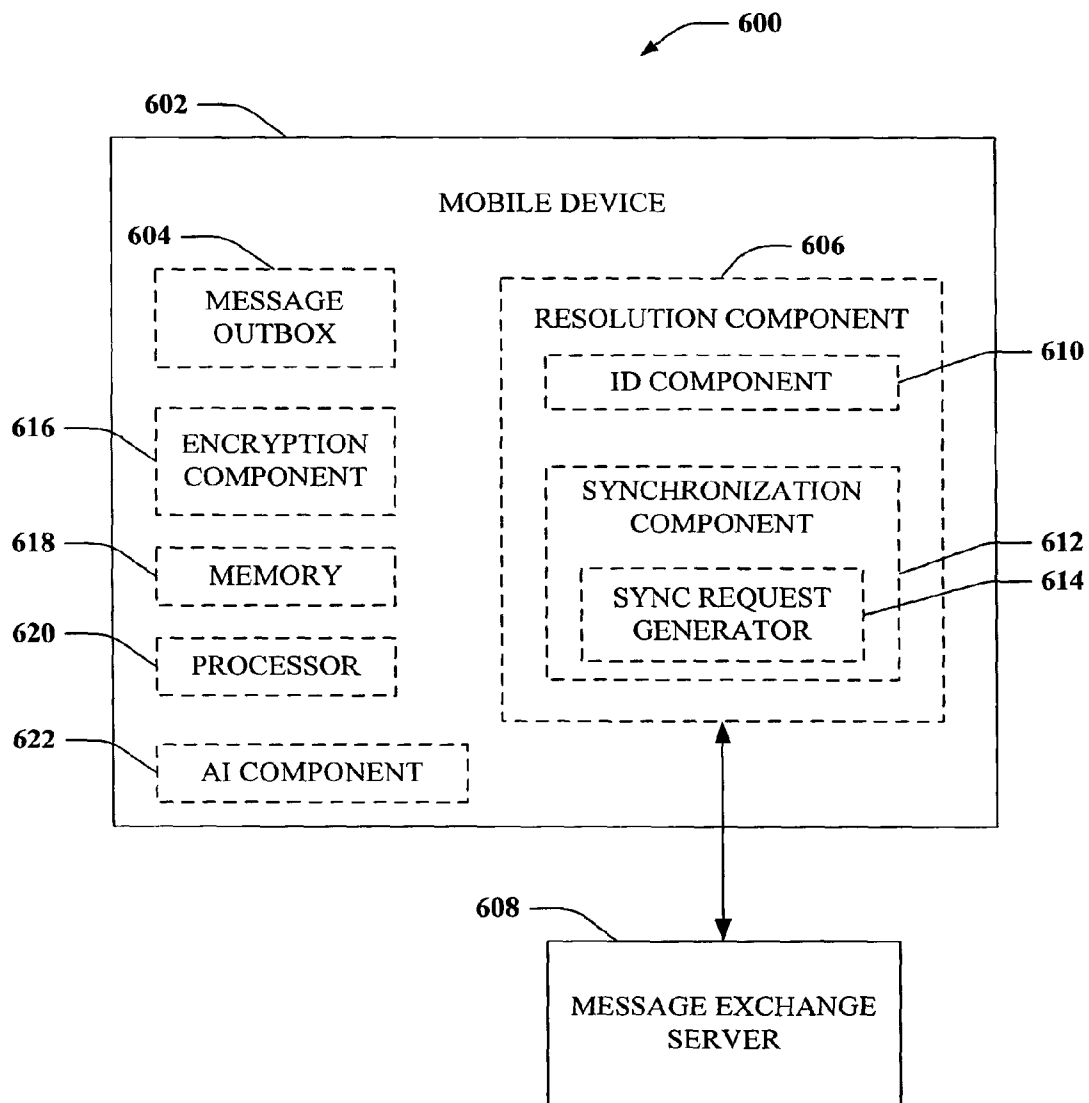 600
602
MOBILE DEVICE
604
606
MESSAGE
OUTBOX
RESOLUTION COMPONENT
610
ID COMPONENT
616
ENCRYPTION
COMPONENT
SYNCHRONIZATION
COMPONENT
618
612
MEMORY
614
SYNC REQUEST
GENERATOR
620
PROCESSOR
622
AI COMPONENT
608
MESSAGE EXCHANGE
SERVER